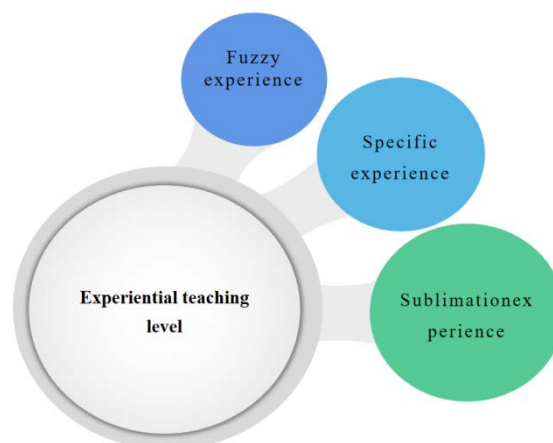 Fuzzy
experience
Specific
experience
Experiential teaching
level
Sublimationex
perience